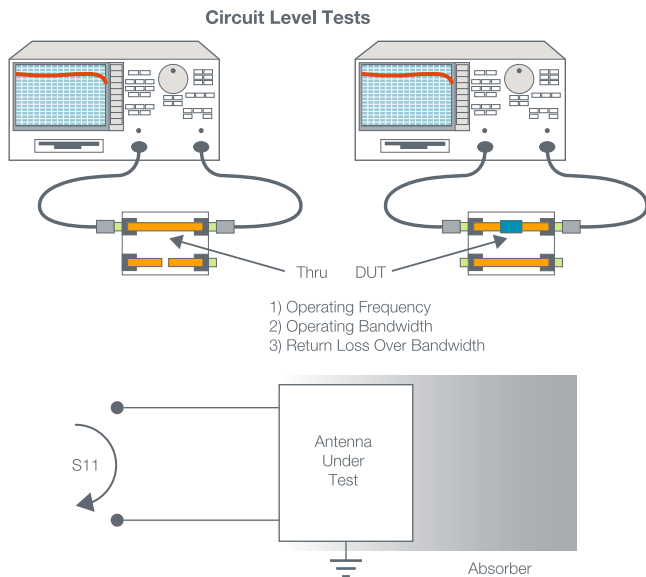 Circuit Level Tests
Thru
DUT
1) Operating Frequency
2) Operating Bandwidth
3) Return Loss Over Bandwidth
S11
Antenna
Under
Test
Absorber